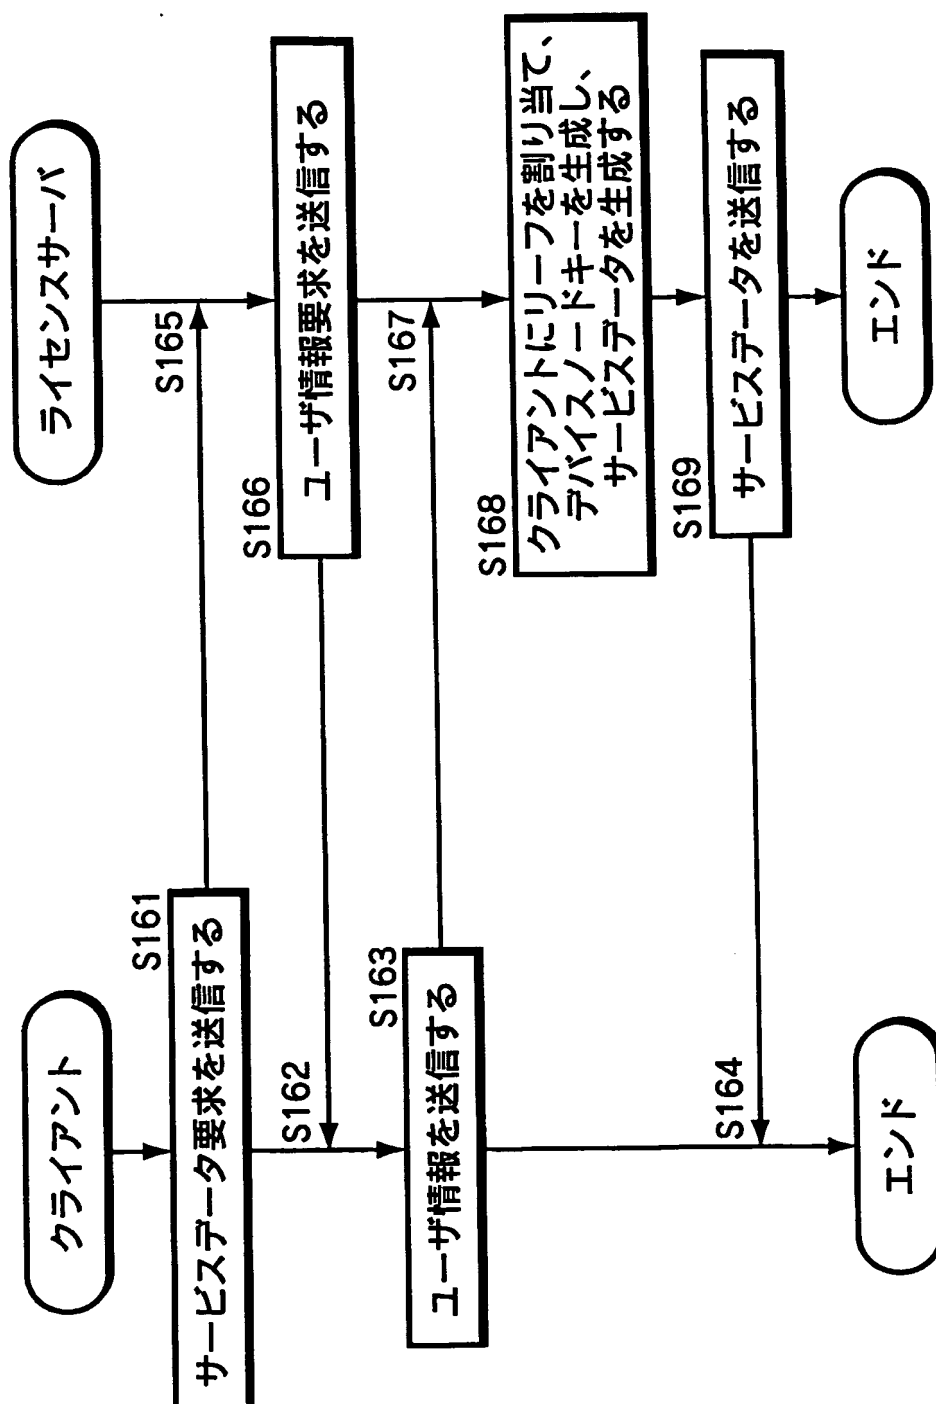 クライアント
S161
サービスデータ要求を送信する
S162
S163
ユーザ情報を送信する
S164
エンド
ライセンスサーバ
S165
S166
ユーザ情報要求を送信する
S167
S168
クライアントにリーフを割り当て、
デバイスノードキーを生成し、
サービスデータを生成する
S169
サービスデータを送信する
エンド